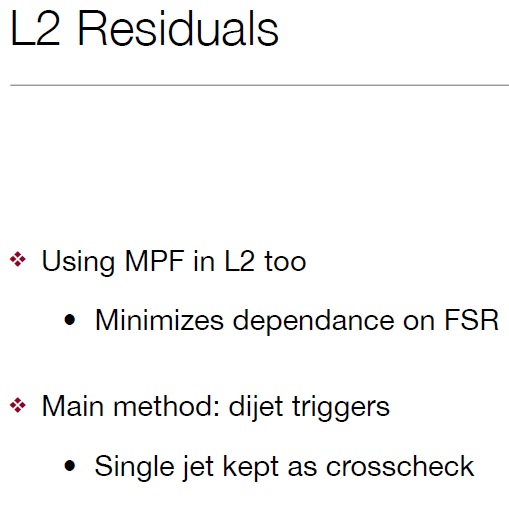 L2 Residuals
❖ Using MPF in L2 too
• Minimizes dependance on FSR
❖ Main method: dijet triggers
• Single jet kept as crosscheck